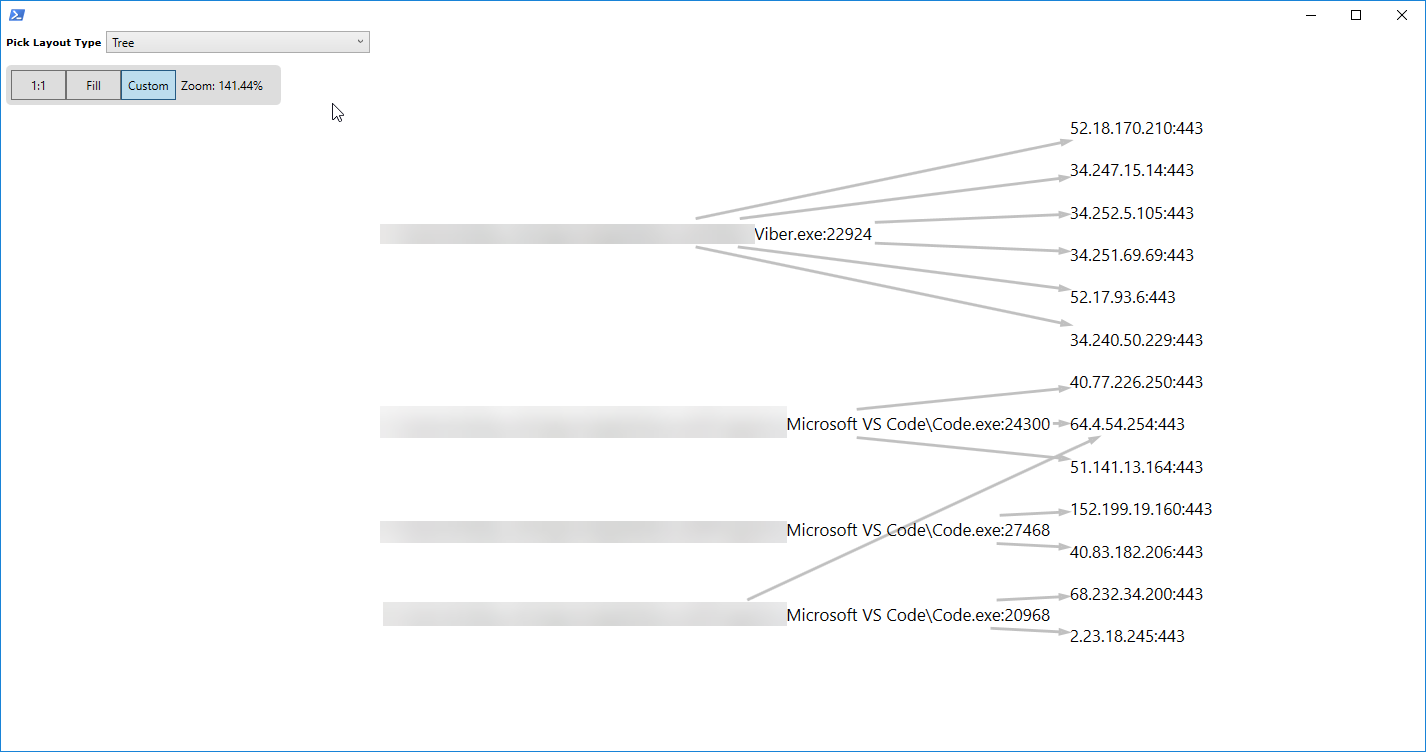 Pick Layout Type Tree
1:1 Fill Custom Zoom: 141.44%
52.18.170.210:443
34.247.15.14:443
34.252.5.105:443
Viber.exe:22924
34.251.69.69:443
52.17.93.6:443
34.240.50.229:443
40.77.226.250:443
Microsoft VS Code\Code.exe:24300 64.4.54.254:443
51.141.13.164:443
152.199.19.160:443
Microsoft VS Code\Code.exe:27468
40.83.182.206:443
68.232.34.200:443
Microsoft VS Code\Code.exe:20968
2.23.18.245:443